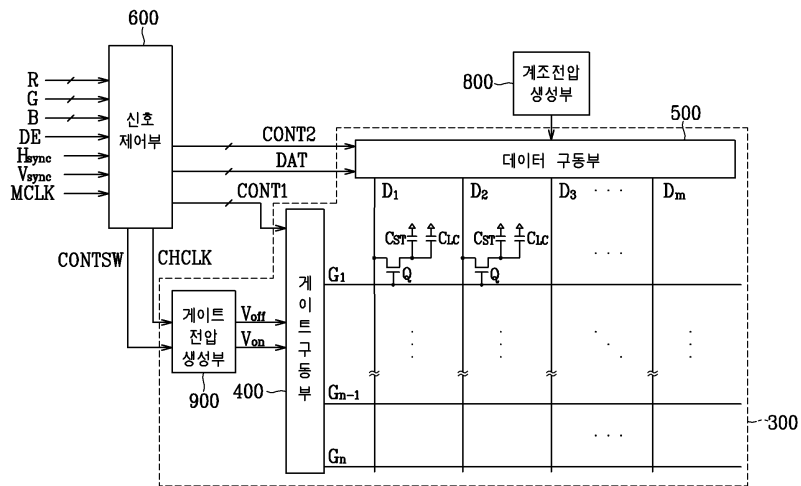 600
R
G
B
DE
Hsync
Vsync
MCLK
신호
제어부
CONT2
DAT
CONT1
CONTSW
CHCLK
800
계조전압
생성부
500
데이터 구동부
D1
D2
D3
Dm
CST
CLC
Q
CST
CLC
Q
G1
Gn-1
Gn
게이트
전압
생성부
900
Voff
Von
400
게
이
트
구
동
부
300